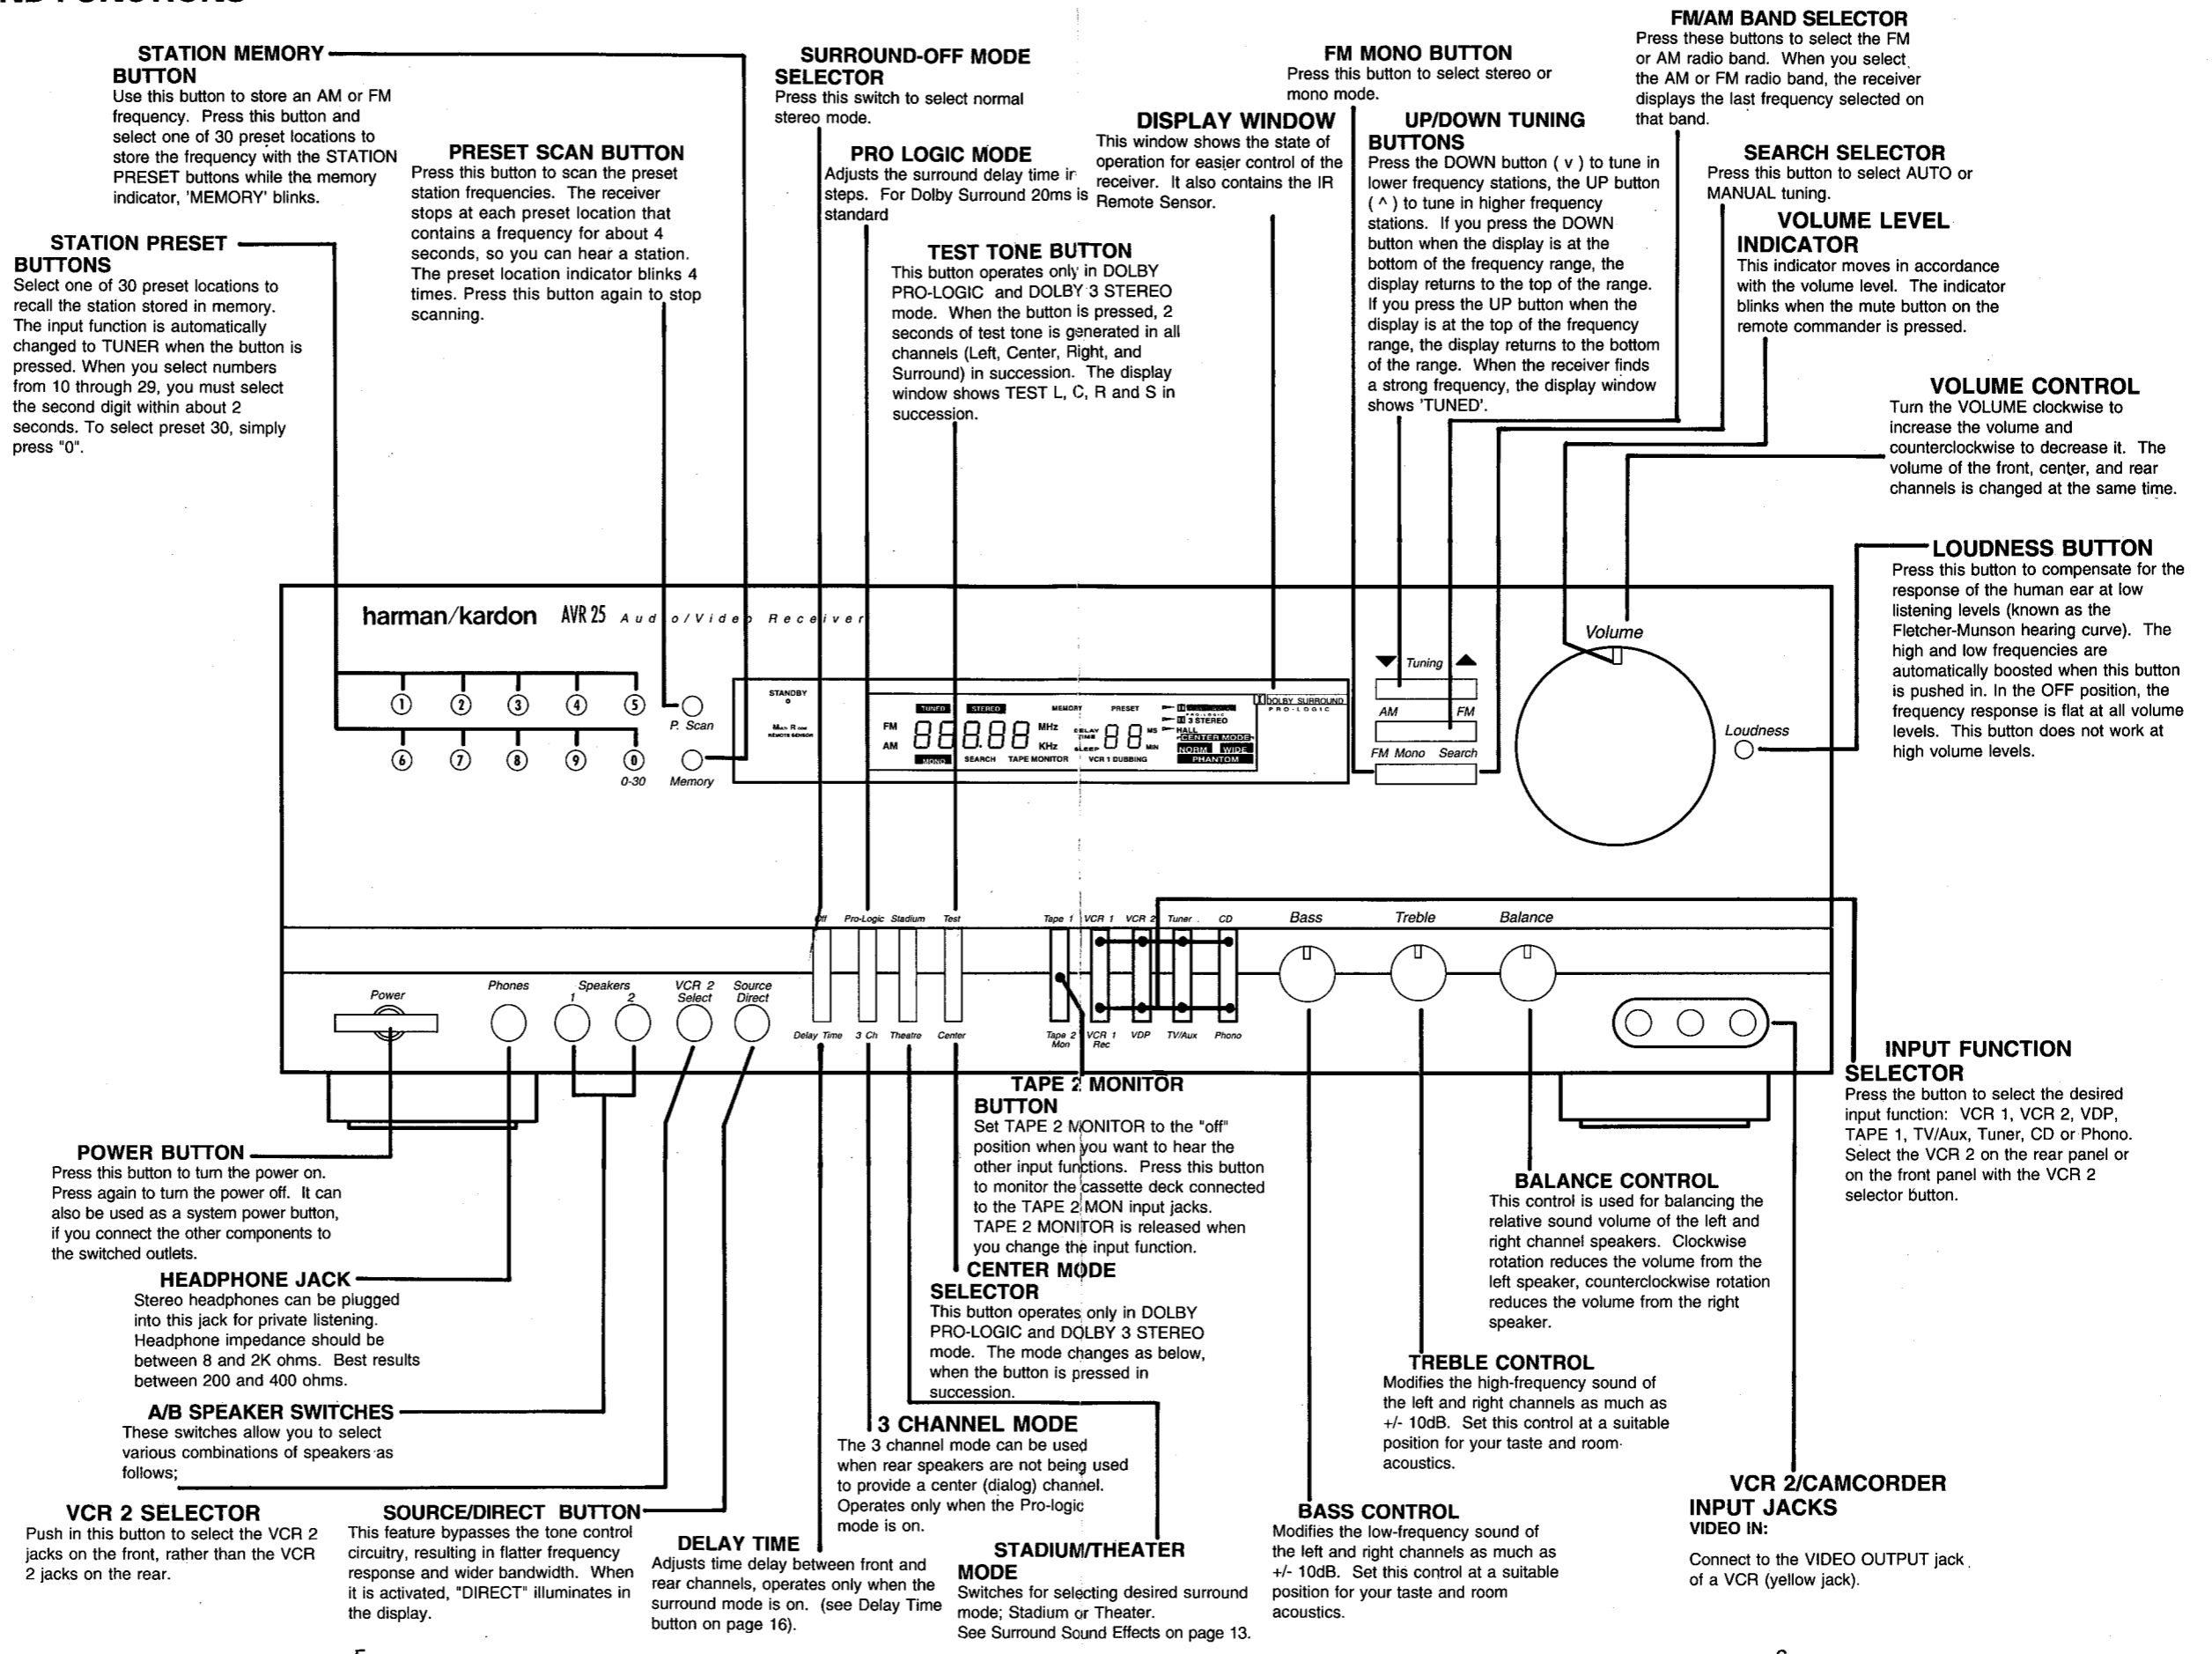 STATION MEMORY
BUTTON
Use this button to store an AM or FM
frequency. Press this button and
select one of 30 preset locations to
store the frequency with the STATION
PRESET buttons while the memory
indicator, 'MEMORY' blinks.
STATION PRESET
BUTTONS
Select one of 30 preset locations to
recall the station stored in memory.
The input function is automatically
changed to TUNER when the button is
pressed. When you select numbers
from 10 through 29, you must select
the second digit within about 2
seconds. To select preset 30, simply
press "0".
PRESET SCAN BUTTON
Press this button to scan the preset
station frequencies. The receiver
stops at each preset location that
contains a frequency for about 4
seconds, so you can hear a station.
The preset location indicator blinks 4
times. Press this button again to stop
scanning.
SURROUND-OFF MODE
SELECTOR
Press this switch to select normal
stereo mode.
PRO LOGIC MODE
Adjusts the surround delay time in
steps. For Dolby Surround 20ms is
standard
TEST TONE BUTTON
This button operates only in DOLBY
PRO-LOGIC and DOLBY 3 STEREO
mode. When the button is pressed, 2
seconds of test tone is generated in all
channels (Left, Center, Right, and
Surround) in succession. The display
window shows TEST L, C, R and S in
succession.
DISPLAY WINDOW
This window shows the state of
operation for easier control of the
receiver. It also contains the IR
Remote Sensor.
FM MONO BUTTON
Press this button to select stereo or
mono mode.
UP/DOWN TUNING
BUTTONS
Press the DOWN button ( v ) to tune in
lower frequency stations, the UP button
( ^ ) to tune in higher frequency
stations. If you press the DOWN
button when the display is at the
bottom of the frequency range, the
display returns to the top of the range.
If you press the UP button when the
display is at the top of the frequency
range, the display returns to the bottom
of the range. When the receiver finds
a strong frequency, the display window
shows 'TUNED'.
FM/AM BAND SELECTOR
Press these buttons to select the FM
or AM radio band. When you select
the AM or FM radio band, the receiver
displays the last frequency selected on
that band.
SEARCH SELECTOR
Press this button to select AUTO or
MANUAL tuning.
VOLUME LEVEL
INDICATOR
This indicator moves in accordance
with the volume level. The indicator
blinks when the mute button on the
remote commander is pressed.
VOLUME CONTROL
Turn the VOLUME clockwise to
increase the volume and
counterclockwise to decrease it. The
volume of the front, center, and rear
channels is changed at the same time.
LOUDNESS BUTTON
Press this button to compensate for the
response of the human ear at low
listening levels (known as the
Fletcher-Munson hearing curve). The
high and low frequencies are
automatically boosted when this button
is pushed in. In the OFF position, the
frequency response is flat at all volume
levels. This button does not work at
high volume levels.
harman/kardon AVR 25 Audio/Video Receiver
1 2 3 4 5
P. Scan
6 7 8 9 0
0-30 Memory
STANDBY
REMOTE SENSOR
TUNED STEREO MEMORY PRESET
DOLBY SURROUND
PRO-LOGIC
3 STEREO
FM 88888 MHz DELAY TIME 88 MS HALL
CENTER MODE
AM KHz SLEEP MIN NORM WIDE
MONO SEARCH TAPE MONITOR VCR 1 DUBBING PHANTOM
Tuning
AM FM
FM Mono Search
Volume
Loudness
Off Pro-Logic Stadium Test
Tape 1 VCR 1 VCR 2 Tuner CD
Bass Treble Balance
Power Phones Speakers 1 2 VCR 2 Select Source Direct
Delay Time 3 Ch Theatre Center
Tape 2 Mon VCR 1 Rec VDP TV/Aux Phono
POWER BUTTON
Press this button to turn the power on.
Press again to turn the power off. It can
also be used as a system power button,
if you connect the other components to
the switched outlets.
HEADPHONE JACK
Stereo headphones can be plugged
into this jack for private listening.
Headphone impedance should be
between 8 and 2K ohms. Best results
between 200 and 400 ohms.
A/B SPEAKER SWITCHES
These switches allow you to select
various combinations of speakers as
follows;
VCR 2 SELECTOR
Push in this button to select the VCR 2
jacks on the front, rather than the VCR
2 jacks on the rear.
SOURCE/DIRECT BUTTON
This feature bypasses the tone control
circuitry, resulting in flatter frequency
response and wider bandwidth. When
it is activated, "DIRECT" illuminates in
the display.
DELAY TIME
Adjusts time delay between front and
rear channels, operates only when the
surround mode is on. (see Delay Time
button on page 16).
TAPE 2 MONITOR
BUTTON
Set TAPE 2 MONITOR to the "off"
position when you want to hear the
other input functions. Press this button
to monitor the cassette deck connected
to the TAPE 2 MON input jacks.
TAPE 2 MONITOR is released when
you change the input function.
CENTER MODE
SELECTOR
This button operates only in DOLBY
PRO-LOGIC and DOLBY 3 STEREO
mode. The mode changes as below,
when the button is pressed in
succession.
3 CHANNEL MODE
The 3 channel mode can be used
when rear speakers are not being used
to provide a center (dialog) channel.
Operates only when the Pro-logic
mode is on.
STADIUM/THEATER
MODE
Switches for selecting desired surround
mode; Stadium or Theater.
See Surround Sound Effects on page 13.
BASS CONTROL
Modifies the low-frequency sound of
the left and right channels as much as
+/- 10dB. Set this control at a suitable
position for your taste and room
acoustics.
TREBLE CONTROL
Modifies the high-frequency sound of
the left and right channels as much as
+/- 10dB. Set this control at a suitable
position for your taste and room
acoustics.
BALANCE CONTROL
This control is used for balancing the
relative sound volume of the left and
right channel speakers. Clockwise
rotation reduces the volume from the
left speaker, counterclockwise rotation
reduces the volume from the right
speaker.
INPUT FUNCTION
SELECTOR
Press the button to select the desired
input function: VCR 1, VCR 2, VDP,
TAPE 1, TV/Aux, Tuner, CD or Phono.
Select the VCR 2 on the rear panel or
on the front panel with the VCR 2
selector button.
VCR 2/CAMCORDER
INPUT JACKS
VIDEO IN:
Connect to the VIDEO OUTPUT jack
of a VCR (yellow jack).